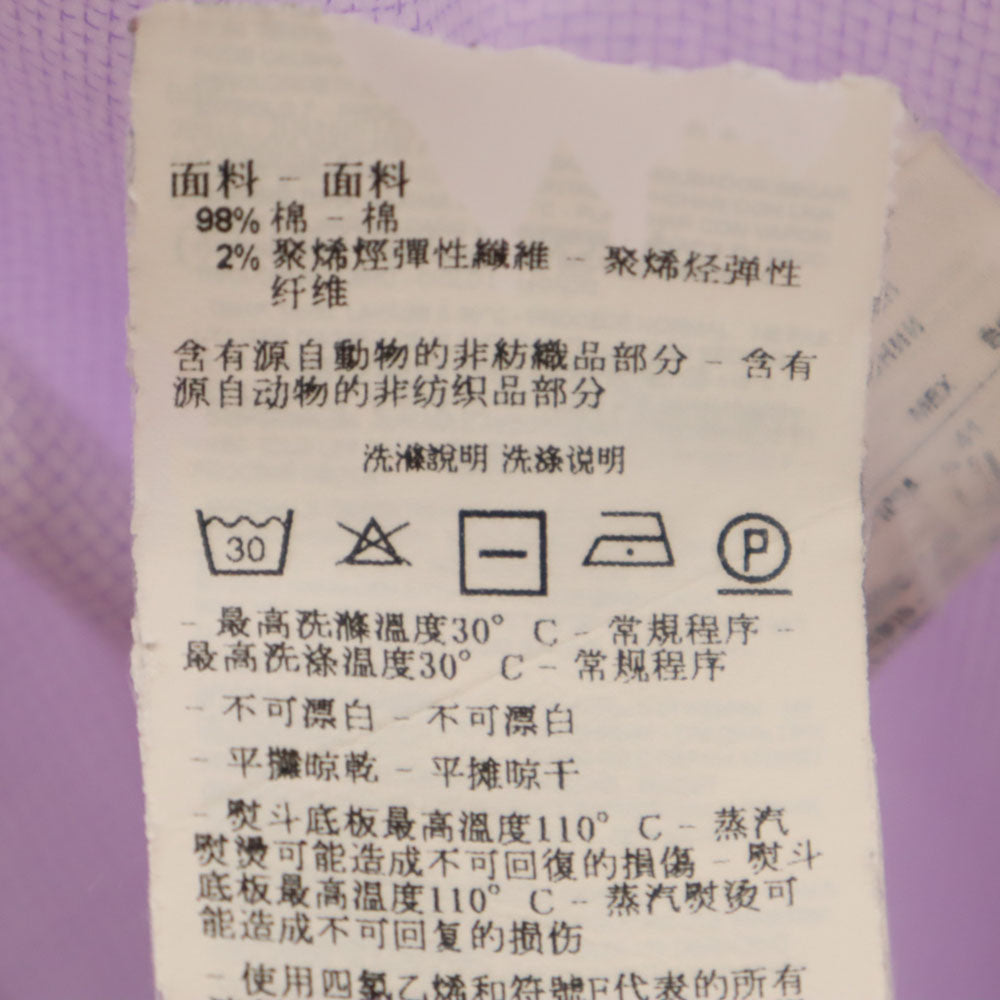 面料 - 面料
98% 棉 - 棉
2% 聚烯烴彈性纖維 - 聚烯烃弹性
纤维
含有源自動物的非紡織品部分 - 含有
源自动物的非纺织品部分
洗滌說明 洗涤说明
30 P
- 最高洗滌溫度30° C - 常規程序 -
最高洗涤温度30° C - 常规程序
- 不可漂白 - 不可漂白
- 平攤晾乾 - 平摊晾干
- 熨斗底板最高溫度110° C - 蒸汽
熨燙可能造成不可回復的損傷 - 熨斗
底板最高温度110° C - 蒸汽熨烫可
能造成不可回复的损伤
- 使用四氯乙烯和符號F代表的所有